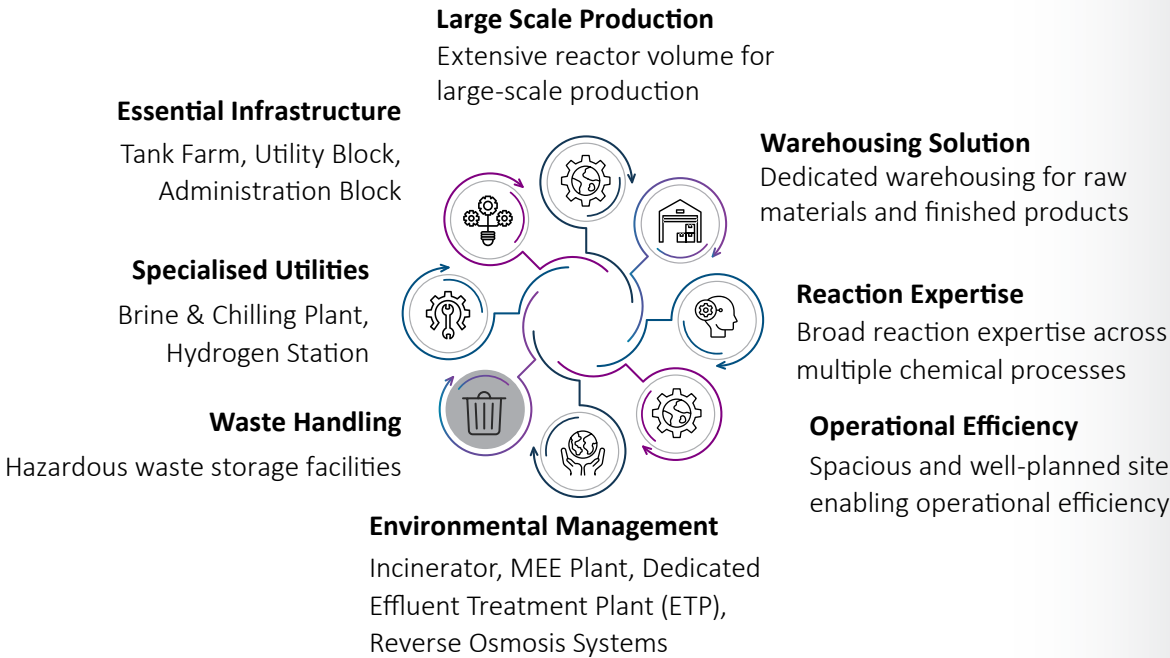 Large Scale Production
Extensive reactor volume for
large-scale production
Essential Infrastructure
Tank Farm, Utility Block,
Administration Block
Warehousing Solution
Dedicated warehousing for raw
materials and finished products
Specialised Utilities
Brine & Chilling Plant,
Hydrogen Station
Reaction Expertise
Broad reaction expertise across
multiple chemical processes
Waste Handling
Hazardous waste storage facilities
Operational Efficiency
Spacious and well-planned site
enabling operational efficiency
Environmental Management
Incinerator, MEE Plant, Dedicated
Effluent Treatment Plant (ETP),
Reverse Osmosis Systems